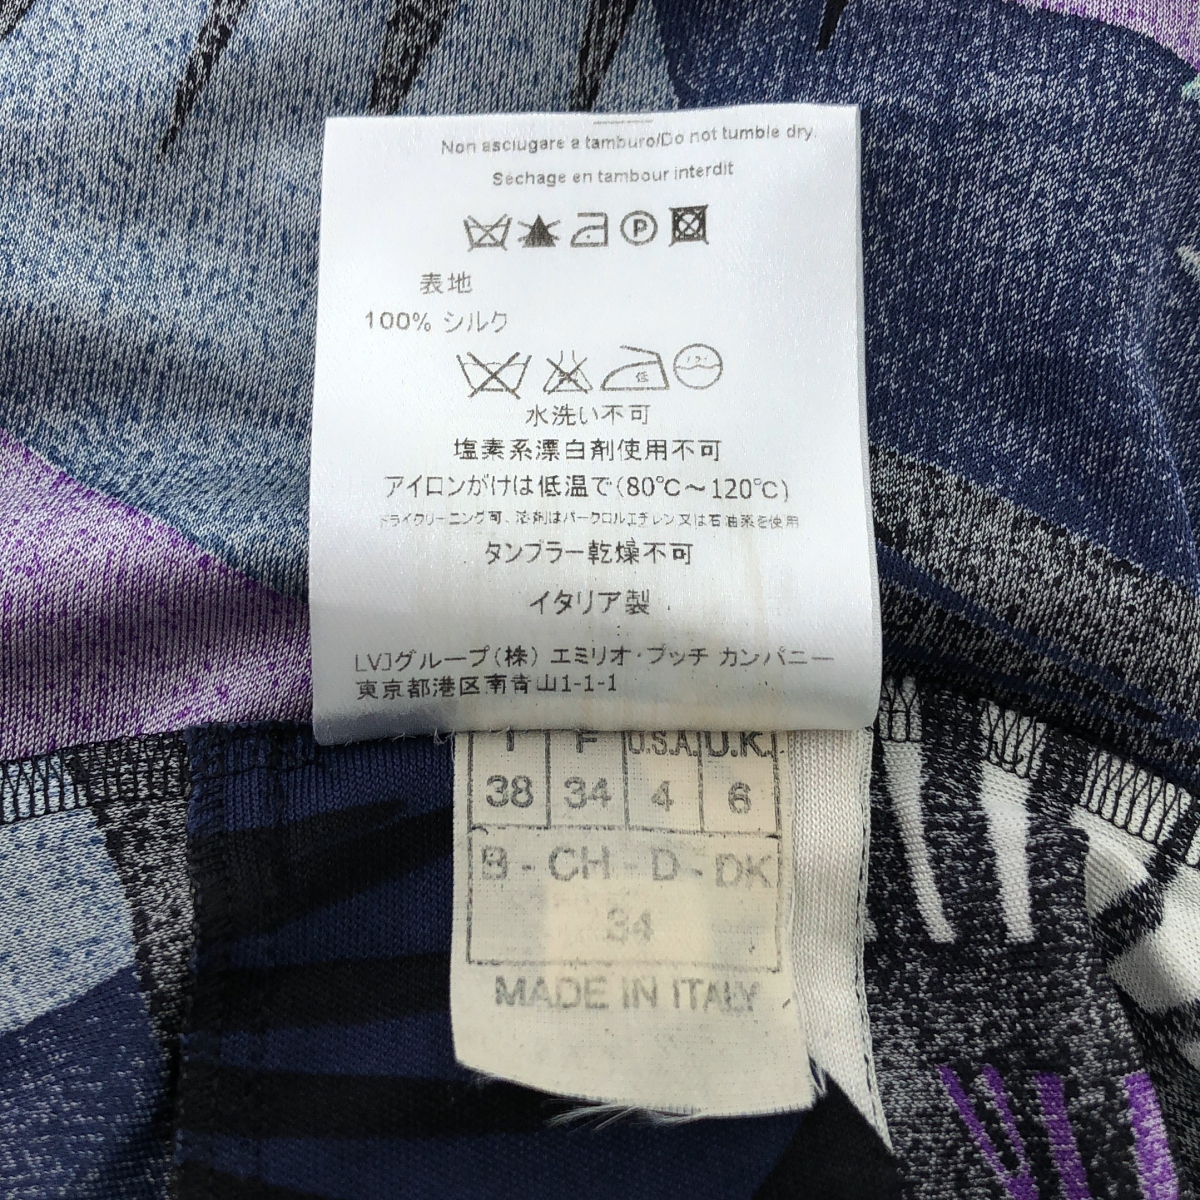 Non asciugare a tamburo/Do not tumble dry.
Séchage en tambour interdit
P
表地
100% シルク
低
ドライ
水洗い不可
塩素系漂白剤使用不可
アイロンがけは低温で(80℃～120℃)
ドライクリーニング可、溶剤はパークロルエチレン又は石油系を使用
タンブラー乾燥不可
イタリア製
LVJグループ(株) エミリオ・プッチ カンパニー
東京都港区南青山1-1-1
I F U.S.A. U.K.
38 34 4 6
B - CH - D - DK
34
MADE IN ITALY